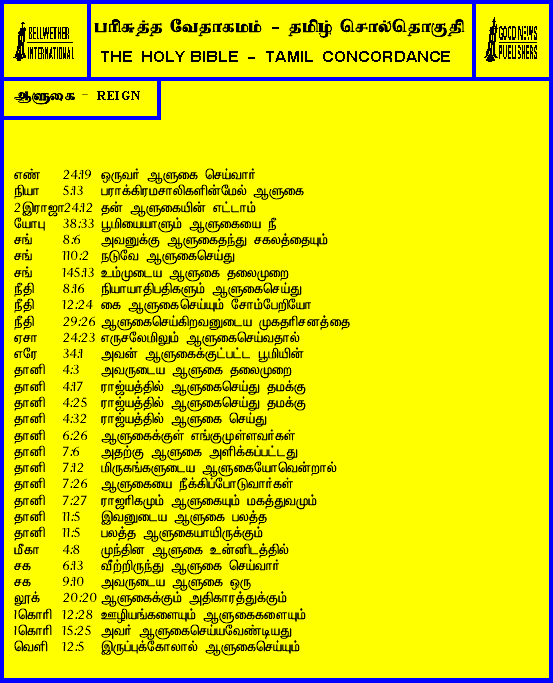 BELLWETHER
INTERNATIONAL
பரிசுத்த வேதாகமம் - தமிழ் சொல்தொகுதி
THE HOLY BIBLE - TAMIL CONCORDANCE
GOOD NEWS
PUBLISHERS
ஆளுகை - REIGN
எண் 24:19 ஒருவர் ஆளுகை செய்வார்
நியா 5:13 பராக்கிரமசாலிகளின்மேல் ஆளுகை
2இராஜா24:12 தன் ஆளுகையின் எட்டாம்
யோபு 38:33 பூமியையாளும் ஆளுகையை நீ
சங் 8:6 அவனுக்கு ஆளுகைதந்து சகலத்தையும்
சங் 110:2 நடுவே ஆளுகைசெய்து
சங் 145:13 உம்முடைய ஆளுகை தலைமுறை
நீதி 8:16 நியாயாதிபதிகளும் ஆளுகைசெய்து
நீதி 12:24 கை ஆளுகைசெய்யும் சோம்பேறியோ
நீதி 29:26 ஆளுகைசெய்கிறவனுடைய முகதரிசனத்தை
ஏசா 24:23 எருசலேமிலும் ஆளுகைசெய்வதால்
எரே 34:1 அவன் ஆளுகைக்குட்பட்ட பூமியின்
தானி 4:3 அவருடைய ஆளுகை தலைமுறை
தானி 4:17 ராஜ்யத்தில் ஆளுகைசெய்து தமக்கு
தானி 4:25 ராஜ்யத்தில் ஆளுகைசெய்து தமக்கு
தானி 4:32 ராஜ்யத்தில் ஆளுகை செய்து
தானி 6:26 ஆளுகைக்குள் எங்குமுள்ளவர்கள்
தானி 7:6 அதற்கு ஆளுகை அளிக்கப்பட்டது
தானி 7:12 மிருகங்களுடைய ஆளுகையோவென்றால்
தானி 7:26 ஆளுகையை நீக்கிப்போடுவார்கள்
தானி 7:27 ராஜரிகமும் ஆளுகையும் மகத்துவமும்
தானி 11:5 இவனுடைய ஆளுகை பலத்த
தானி 11:5 பலத்த ஆளுகையாயிருக்கும்
மீகா 4:8 முந்தின ஆளுகை உன்னிடத்தில்
சக 6:13 வீற்றிருந்து ஆளுகை செய்வார்
சக 9:10 அவருடைய ஆளுகை ஒரு
லூக் 20:20 ஆளுகைக்கும் அதிகாரத்துக்கும்
1கொரி 12:28 ஊழியங்களையும் ஆளுகைகளையும்
1கொரி 15:25 அவர் ஆளுகைசெய்யவேண்டியது
வெளி 12:5 இருப்புக்கோலால் ஆளுகைசெய்யும்